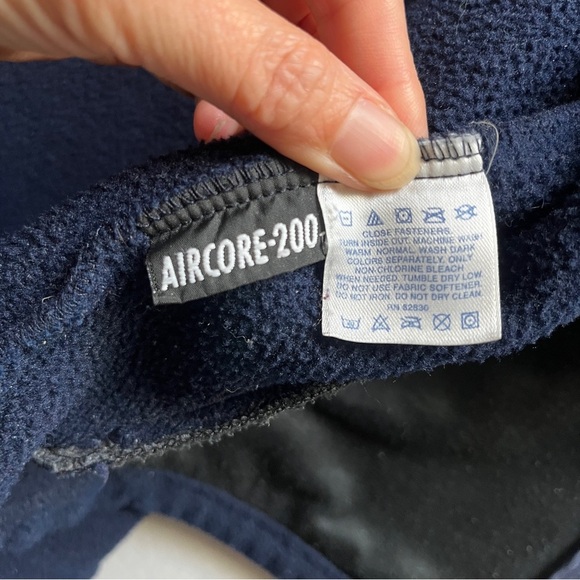 AIRCORE-200
CLOSE FASTENERS.
TURN INSIDE OUT. MACHINE WASH
WARM, NORMAL. WASH DARK
COLORS SEPARATELY. ONLY
NON-CHLORINE BLEACH
WHEN NEEDED. TUMBLE DRY LOW.
DO NOT USE FABRIC SOFTENER.
DO NOT IRON. DO NOT DRY CLEAN.
RN 82830